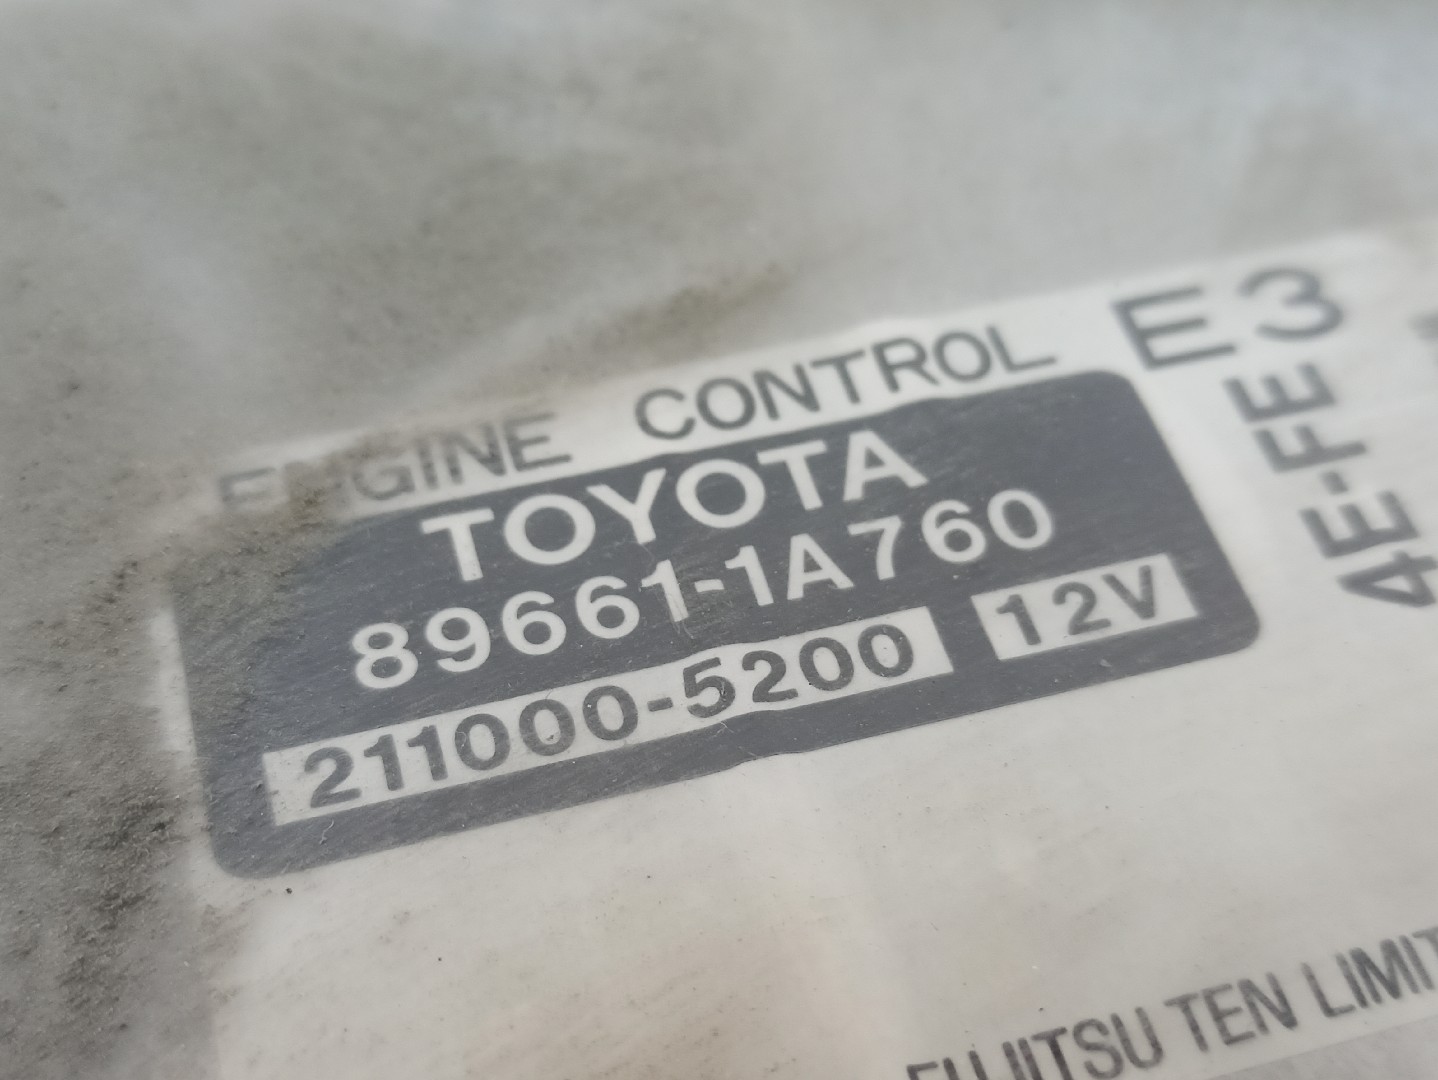 ENGINE CONTROL E3
TOYOTA
89661-1A760
211000-5200 12V
4E-FE
FUJITSU TEN LIMIT